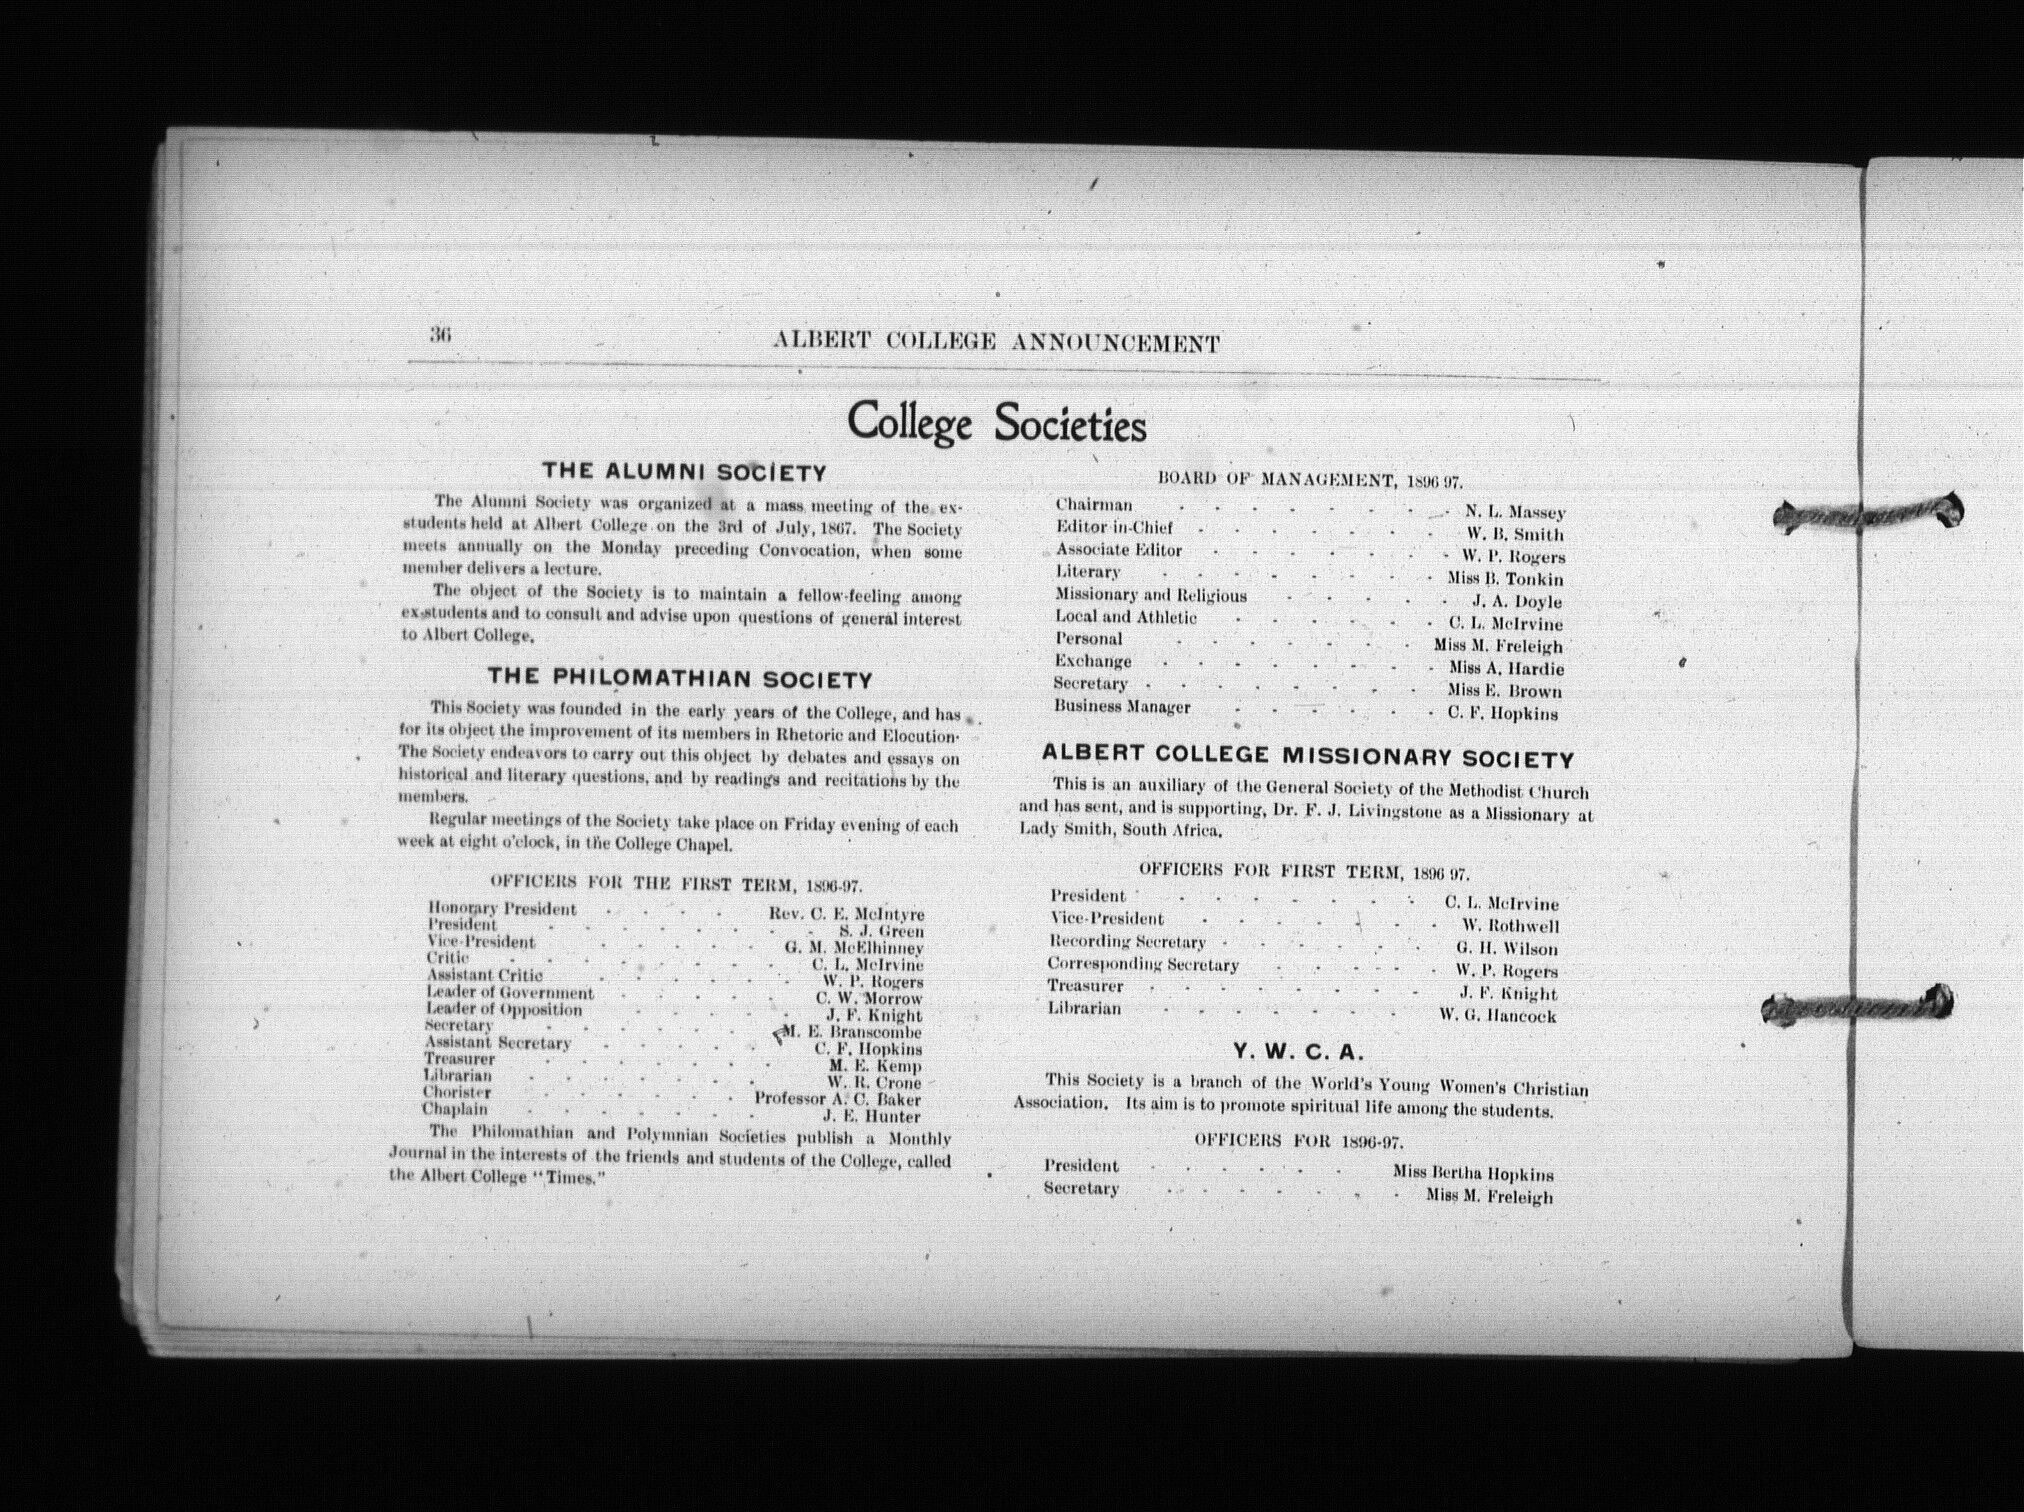 36
ALBERT COLLEGE ANNOUNCEMENT
College Societies
THE ALUMNI SOCIETY
The Alumni Society was organized at a mass meeting of the ex-
students held at Albert College on the 3rd of July, 1867. The Society
meets annually on the Monday preceding Convocation, when some
member delivers a lecture.
The object of the Society is to maintain a fellow-feeling among
ex-students and to consult and advise upon questions of general interest
to Albert College.
THE PHILOMATHIAN SOCIETY
This Society was founded in the early years of the College, and has
for its object the improvement of its members in Rhetoric and Elocution.
The Society endeavors to carry out this object by debates and essays on
historical and literary questions, and by readings and recitations by the
members.
Regular meetings of the Society take place on Friday evening of each
week at eight o'clock, in the College Chapel.
OFFICERS FOR THE FIRST TERM, 1896-97.
Honorary President - - - - Rev. C. E. McIntyre
President - - - - - - - - S. J. Green
Vice-President - - - - - G. M. McElhinney
Critic - - - - - - - - C. L. McIrvine
Assistant Critic - - - - - - W. P. Rogers
Leader of Government - - - - - C. W. Morrow
Leader of Opposition - - - - - J. F. Knight
Secretary - - - - - - M. E. Branscombe
Assistant Secretary - - - - - C. F. Hopkins
Treasurer - - - - - - - M. E. Kemp
Librarian - - - - - - - W. R. Crone
Chorister - - - - - - Professor A. C. Baker
Chaplain - - - - - - - J. E. Hunter
The Philomathian and Polymnian Societies publish a Monthly
Journal in the interests of the friends and students of the College, called
the Albert College "Times."
BOARD OF MANAGEMENT, 1896 97.
Chairman - - - - - - - - N. L. Massey
Editor in-Chief - - - - - - - W. B. Smith
Associate Editor - - - - - - - W. P. Rogers
Literary - - - - - - - - Miss B. Tonkin
Missionary and Religious - - - - - J. A. Doyle
Local and Athletic - - - - - - C. L. McIrvine
Personal - - - - - - - Miss M. Freleigh
Exchange - - - - - - - - Miss A. Hardie
Secretary - - - - - - - - Miss E. Brown
Business Manager - - - - - - C. F. Hopkins
ALBERT COLLEGE MISSIONARY SOCIETY
This is an auxiliary of the General Society of the Methodist Church
and has sent, and is supporting, Dr. F. J. Livingstone as a Missionary at
Lady Smith, South Africa.
OFFICERS FOR FIRST TERM, 1896 97.
President - - - - - - - C. L. McIrvine
Vice-President - - - - - - - W. Rothwell
Recording Secretary - - - - - - G. H. Wilson
Corresponding Secretary - - - - - W. P. Rogers
Treasurer - - - - - - - - J. F. Knight
Librarian - - - - - - - W. G. Hancock
Y. W. C. A.
This Society is a branch of the World's Young Women's Christian
Association. Its aim is to promote spiritual life among the students.
OFFICERS FOR 1896-97.
President - - - - - - Miss Bertha Hopkins
Secretary - - - - - - - Miss M. Freleigh